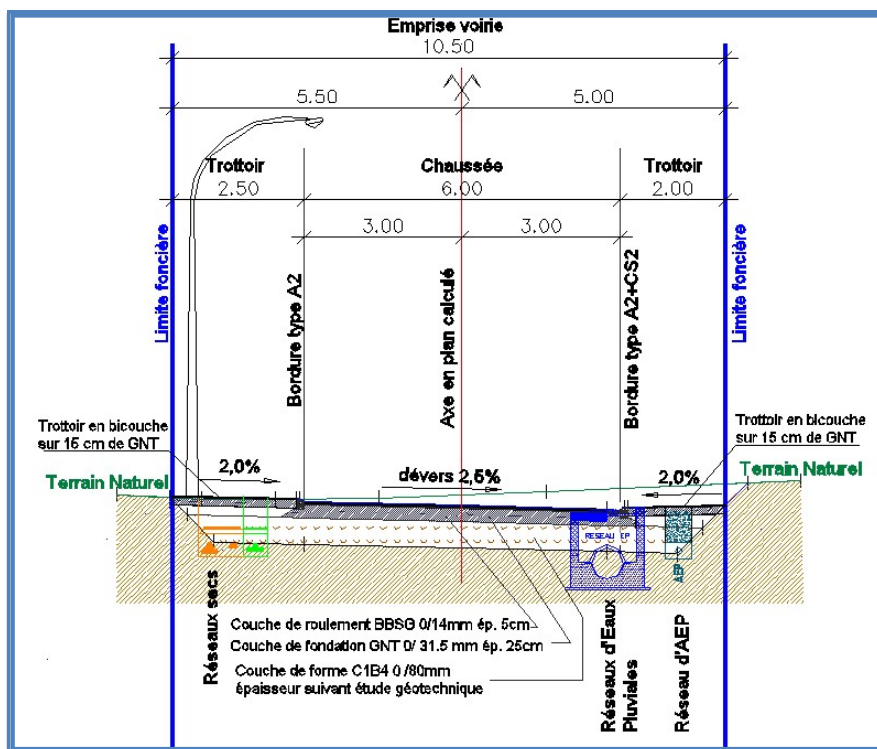 Emprise voirie
10.50
5.50
5.00
Trottoir
Chaussée
Trottoir
2.50
6.00
2.00
3.00
3.00
Limite foncière
Bordure type A2
Axe en plan calculé
Bordure type A2+CS2
Limite foncière
Trottoir en bicouche
sur 15 cm de GNT
Trottoir en bicouche
sur 15 cm de GNT
Terrain Naturel
2,0%
dévers 2,5%
2,0%
Terrain Naturel
RESEAU EP
AEP
Réseaux secs
Couche de roulement BBSG 0/14mm ép. 5cm
Couche de fondation GNT 0/ 31.5 mm ép. 25cm
Couche de forme C1B4 0 /80mm
épaisseur suivant étude géotechnique
Réseaux d'Eaux
Pluviales
Réseau d'AEP